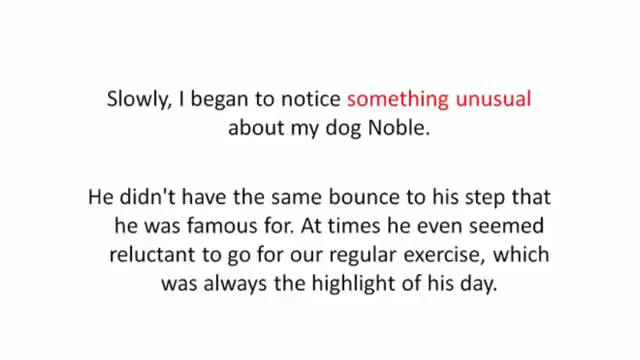 Slowly, I began to notice something unusual
about my dog Noble.
He didn't have the same bounce to his step that
he was famous for. At times he even seemed
reluctant to go for our regular exercise, which
was always the highlight of his day.